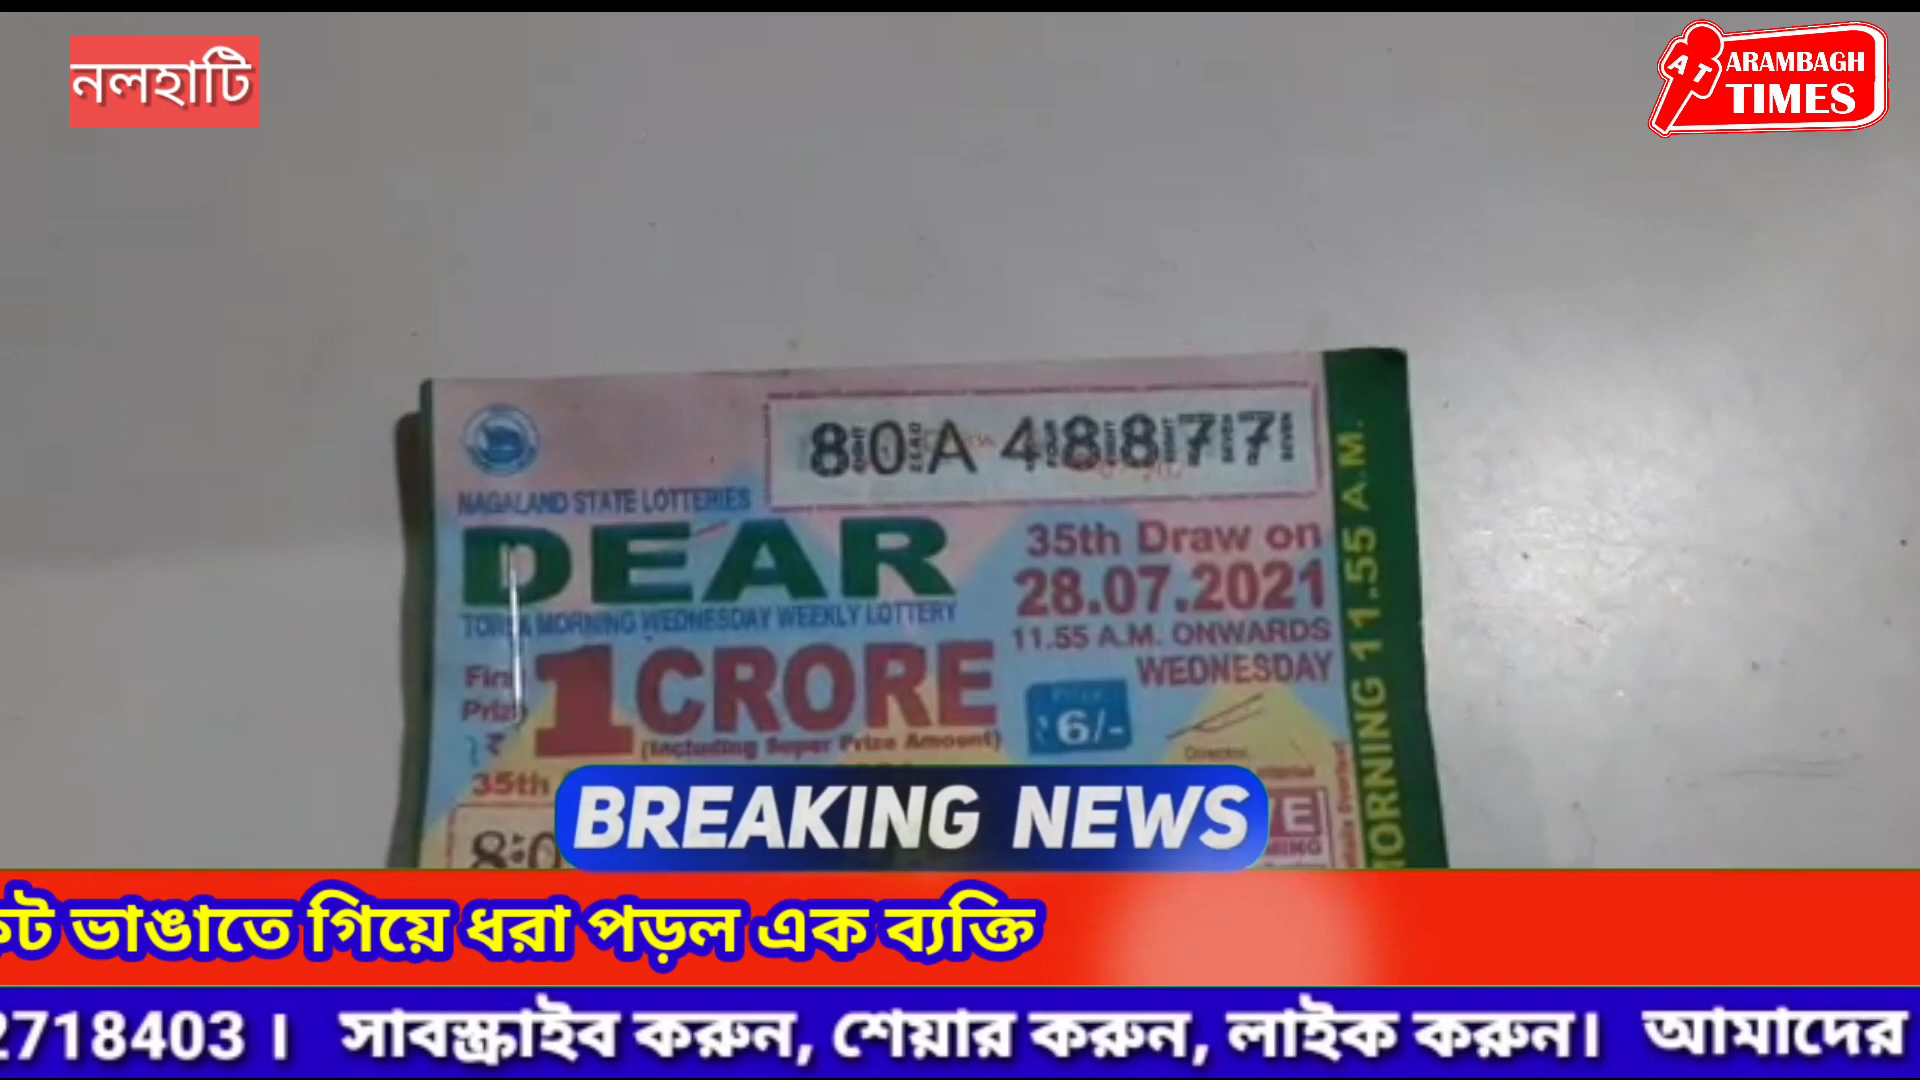 নলহাটি
ARAMBAGH
TIMES
80A 48877
NAGALAND STATE LOTTERIES
DEAR
MORNING WEDNESDAY WEEKLY LOTTERY
35th Draw on
28.07.2021
11.55 A.M. ONWARDS
WEDNESDAY
1 CRORE
(Including Super Prize Amount)
₹6/-
MORNING 11.55 A.M.
35th
BREAKING NEWS
ভাঙাতে গিয়ে ধরা পড়ল এক ব্যক্তি
2718403 । সাবস্ক্রাইব করুন, শেয়ার করুন, লাইক করুন। আমাদের